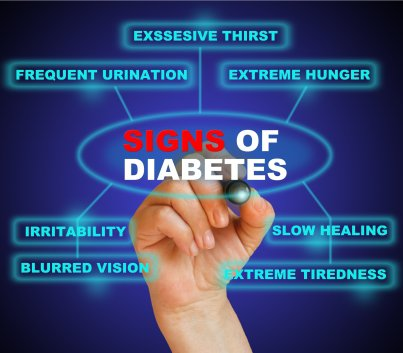 EXSSESIVE THIRST
FREQUENT URINATION
EXTREME HUNGER
SIGNS OF
DIABETES
IRRITABILITY
SLOW HEALING
BLURRED VISION
EXTREME TIREDNESS